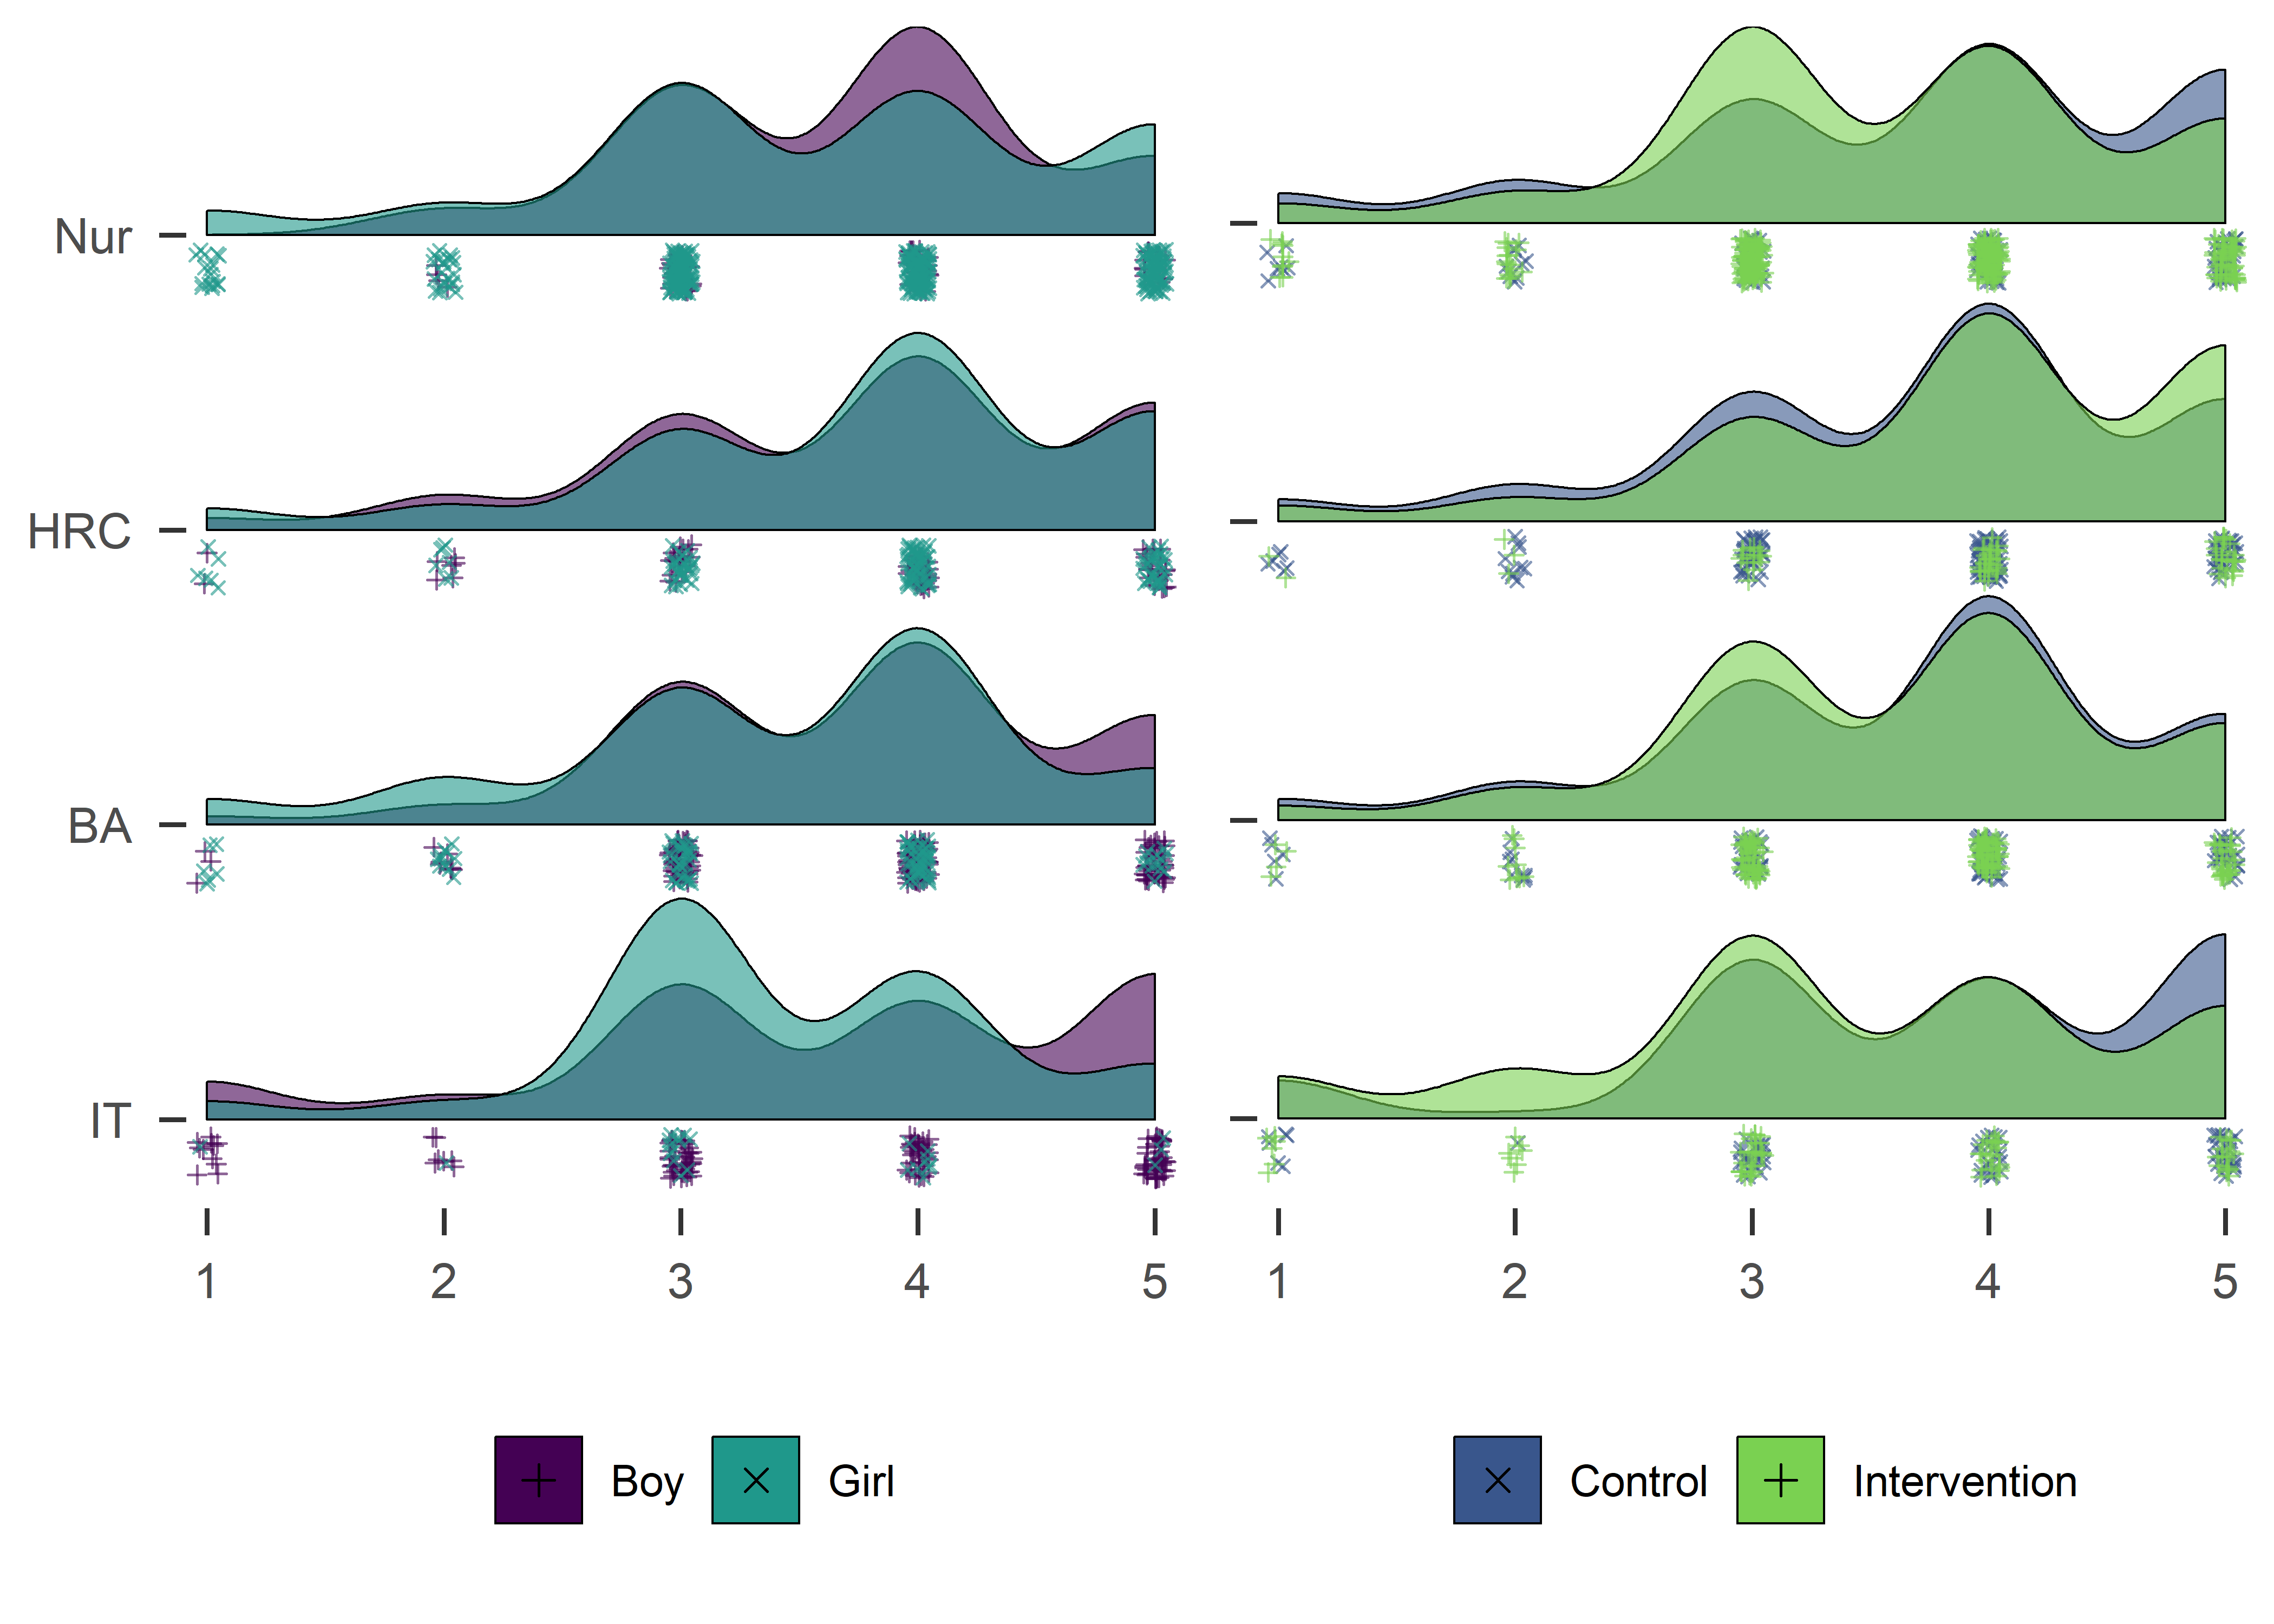 Nur
HRC
BA
IT
1 2 3 4 5 1 2 3 4 5
Boy Girl Control Intervention